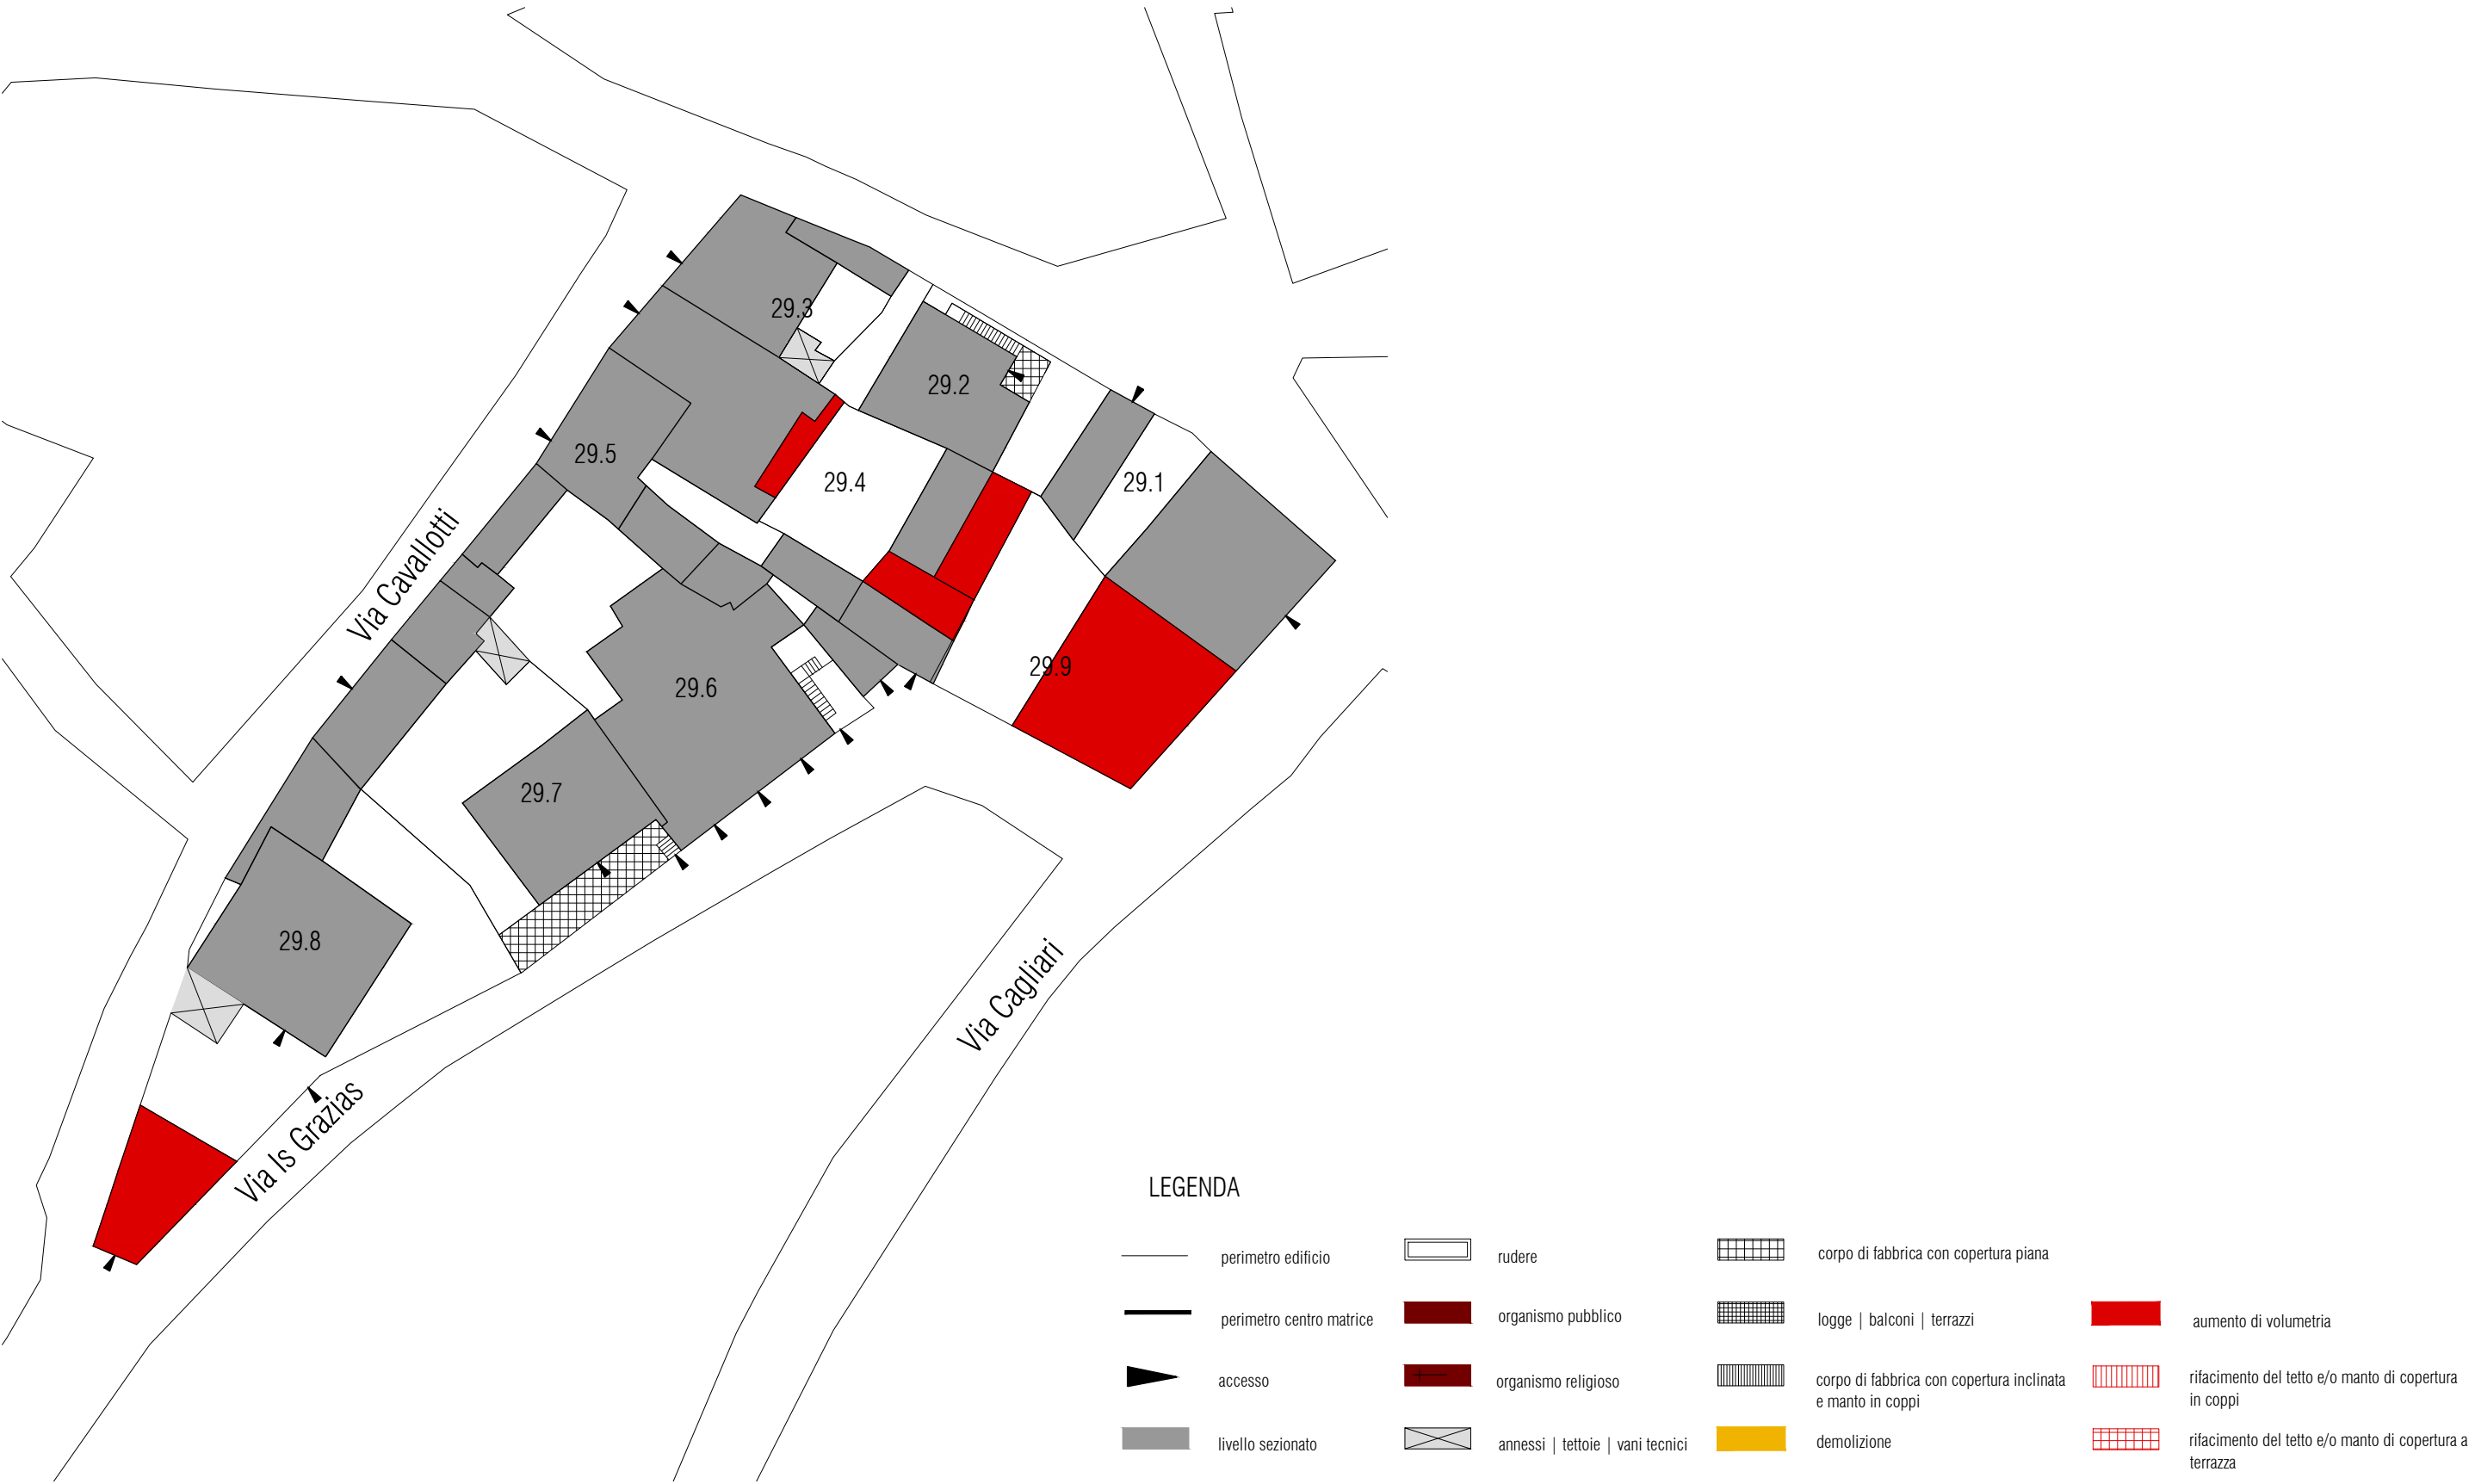 29.3
29.2
29.5
29.4
29.1
Via Cavallotti
29.9
29.6
29.7
29.8
Via Cagliari
Via Is Grazias
LEGENDA
perimetro edificio
perimetro centro matrice
accesso
livello sezionato
rudere
organismo pubblico
organismo religioso
annessi | tettoie | vani tecnici
corpo di fabbrica con copertura piana
logge | balconi | terrazzi
corpo di fabbrica con copertura inclinata
e manto in coppi
demolizione
aumento di volumetria
rifacimento del tetto e/o manto di copertura
in coppi
rifacimento del tetto e/o manto di copertura a
terrazza